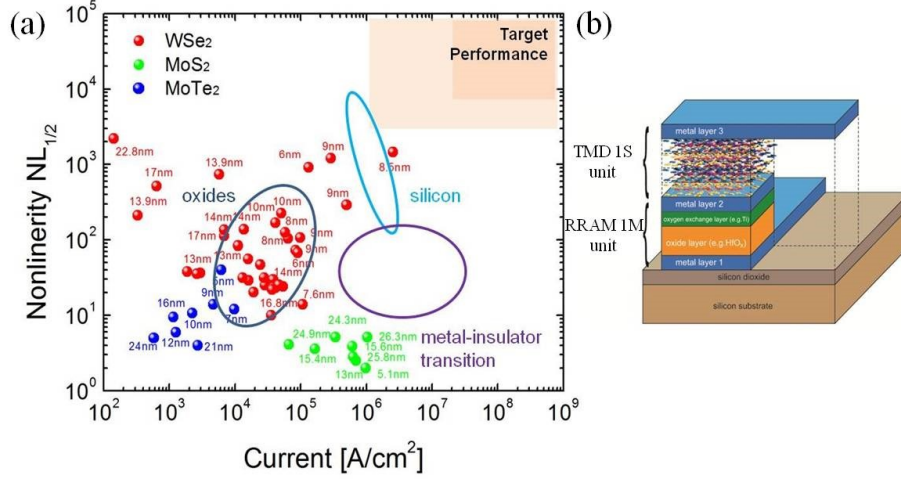 (a)
Nonlinerity NL1/2
10^5
10^4
10^3
10^2
10^1
10^0
WSe2
MoS2
MoTe2
Target
Performance
22.8nm
17nm
13.9nm
13.9nm
6nm
9nm
8.5nm
9nm
oxides
silicon
10nm
10nm
14nm
14nm
8nm
17nm
8nm
9nm
13nm
9nm
13nm
6nm
6nm
14nm
9nm
7.6nm
16nm
16.8nm
10nm
7nm
metal-insulator
transition
24nm
12nm
21nm
24.3nm
24.9nm
26.3nm
15.6nm
15.4nm
25.8nm
13nm
5.1nm
10^2
10^3
10^4
10^5
10^6
10^7
10^8
10^9
Current [A/cm^2]
(b)
metal layer 3
TMD 1S
unit
metal layer 2
oxygen exchange layer (e.g.Ti)
RRAM 1M
unit
oxide layer (e.g.HfO2)
metal layer 1
silicon dioxide
silicon substrate